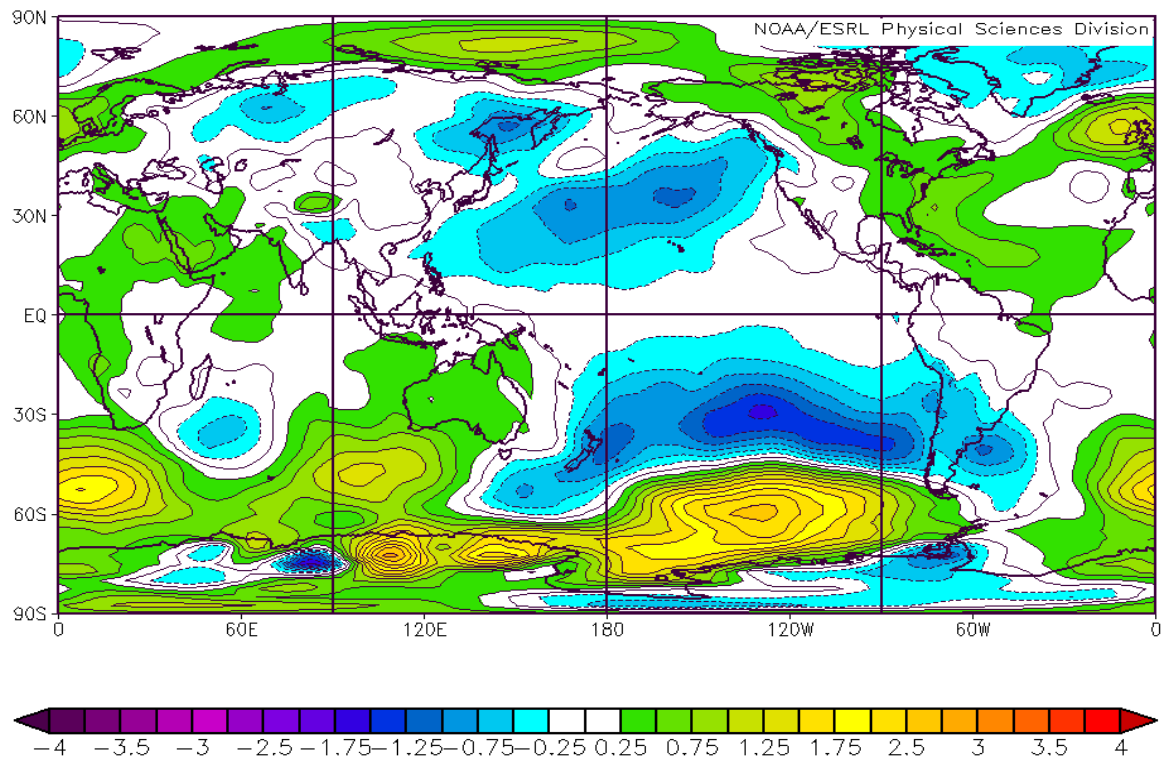 90N
NOAA/ESRL Physical Sciences Division
60N
30N
EQ
30S
60S
90S
0 60E 120E 180 120W 60W 0
−4 −3.5 −3 −2.5 −1.75 −1.25 −0.75 −0.25 0.25 0.75 1.25 1.75 2.5 3 3.5 4